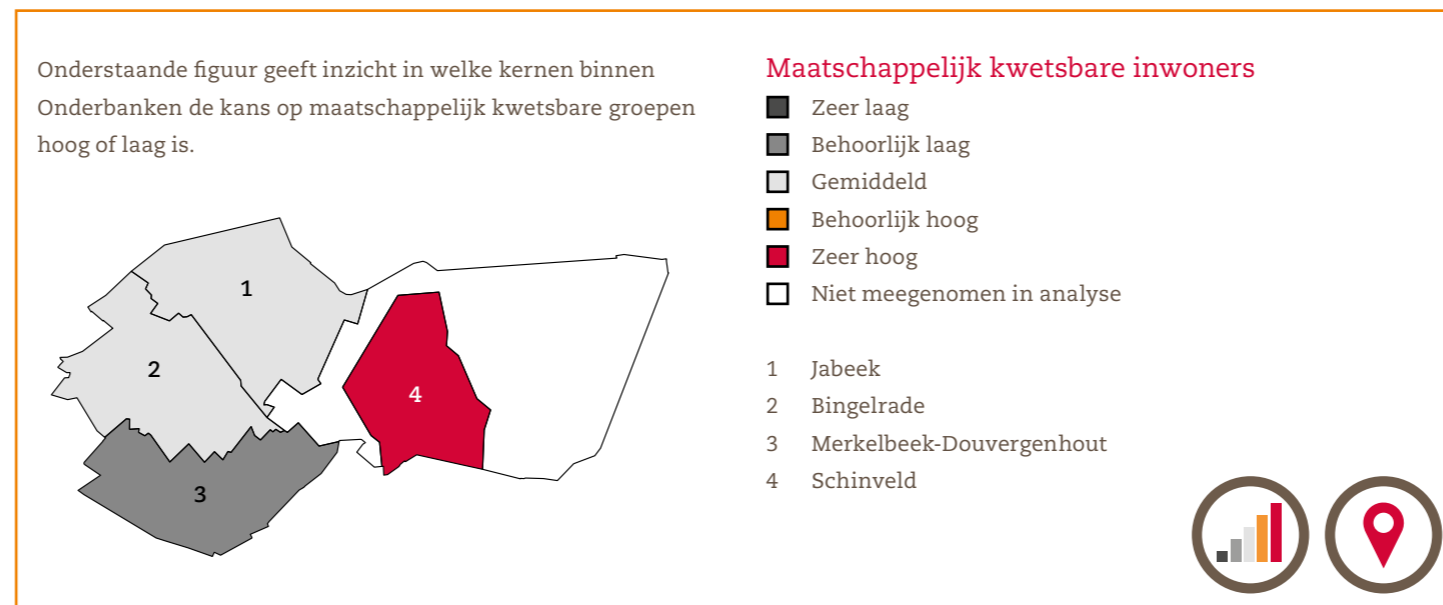 Onderstaande figuur geeft inzicht in welke kernen binnen
Onderbanken de kans op maatschappelijk kwetsbare groepen
hoog of laag is.
1
2
3
4
Maatschappelijk kwetsbare inwoners
Zeer laag
Behoorlijk laag
Gemiddeld
Behoorlijk hoog
Zeer hoog
Niet meegenomen in analyse
1 Jabeek
2 Bingelrade
3 Merkelbeek-Douvergenhout
4 Schinveld